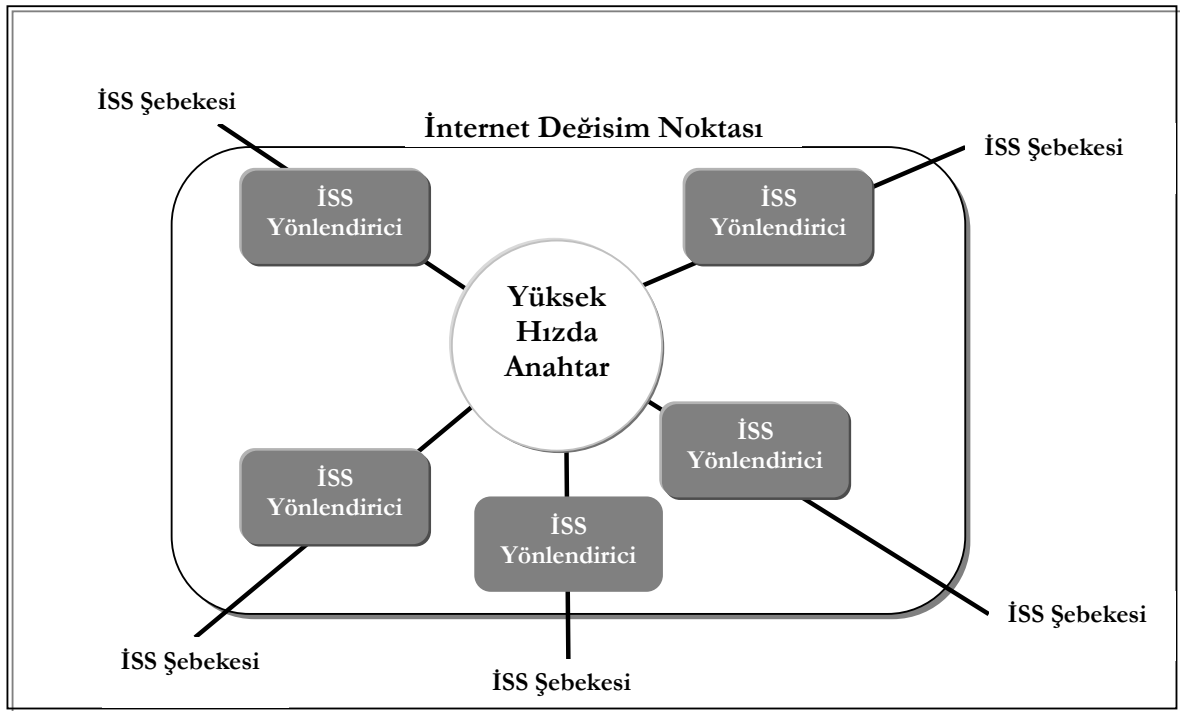 İSS Şebekesi
İnternet Değişim Noktası
İSS Şebekesi
İSS
Yönlendirici
İSS
Yönlendirici
Yüksek
Hızda
Anahtar
İSS
Yönlendirici
İSS
Yönlendirici
İSS
Yönlendirici
İSS Şebekesi
İSS Şebekesi
İSS Şebekesi